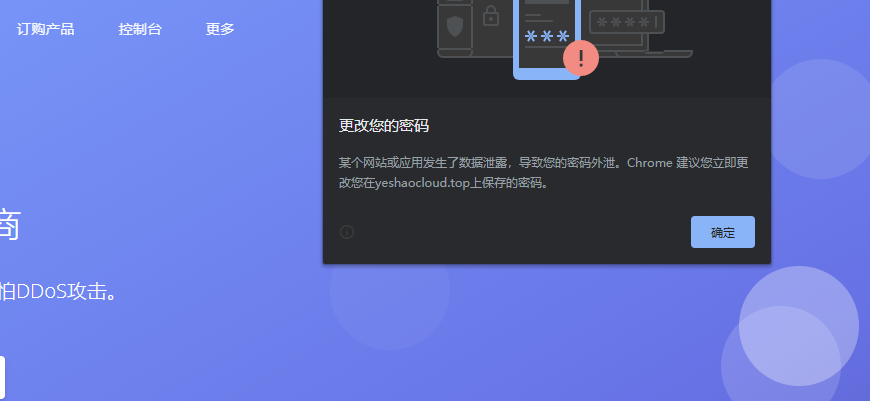 订购产品 控制台 更多
更改您的密码
某个网站或应用发生了数据泄露，导致您的密码外泄。Chrome 建议您立即更
改您在yeshaocloud.top上保存的密码。
商
确定
怕DDoS攻击。